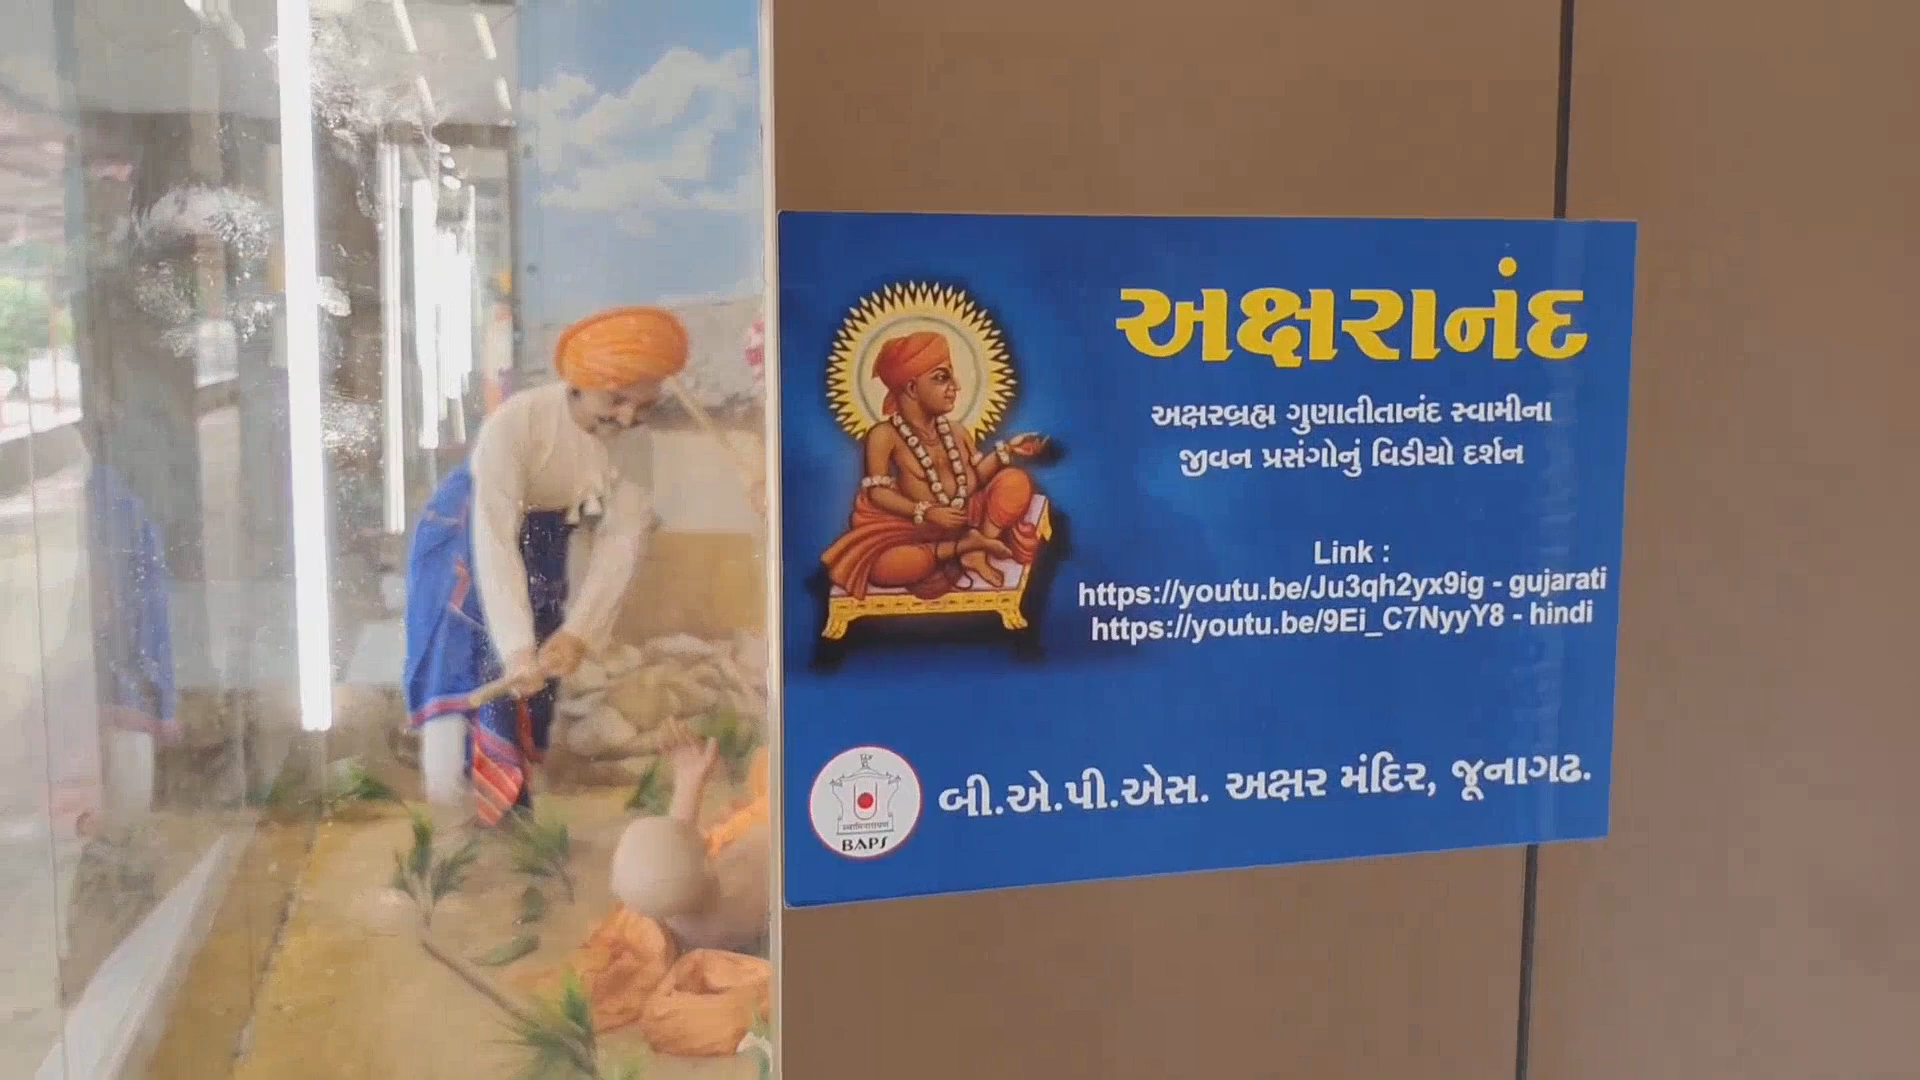 અક્ષરાનંદ
અક્ષરબ્રહ્મ ગુણાતીતાનંદ સ્વામીના
જીવન પ્રસંગોનું વિડીયો દર્શન
Link :
https://youtu.be/Ju3qh2yx9ig - gujarati
https://youtu.be/9Ei_C7NyyY8 - hindi
બી.એ.પી.એસ. અક્ષર મંદિર, જૂનાગઢ.
BAPS